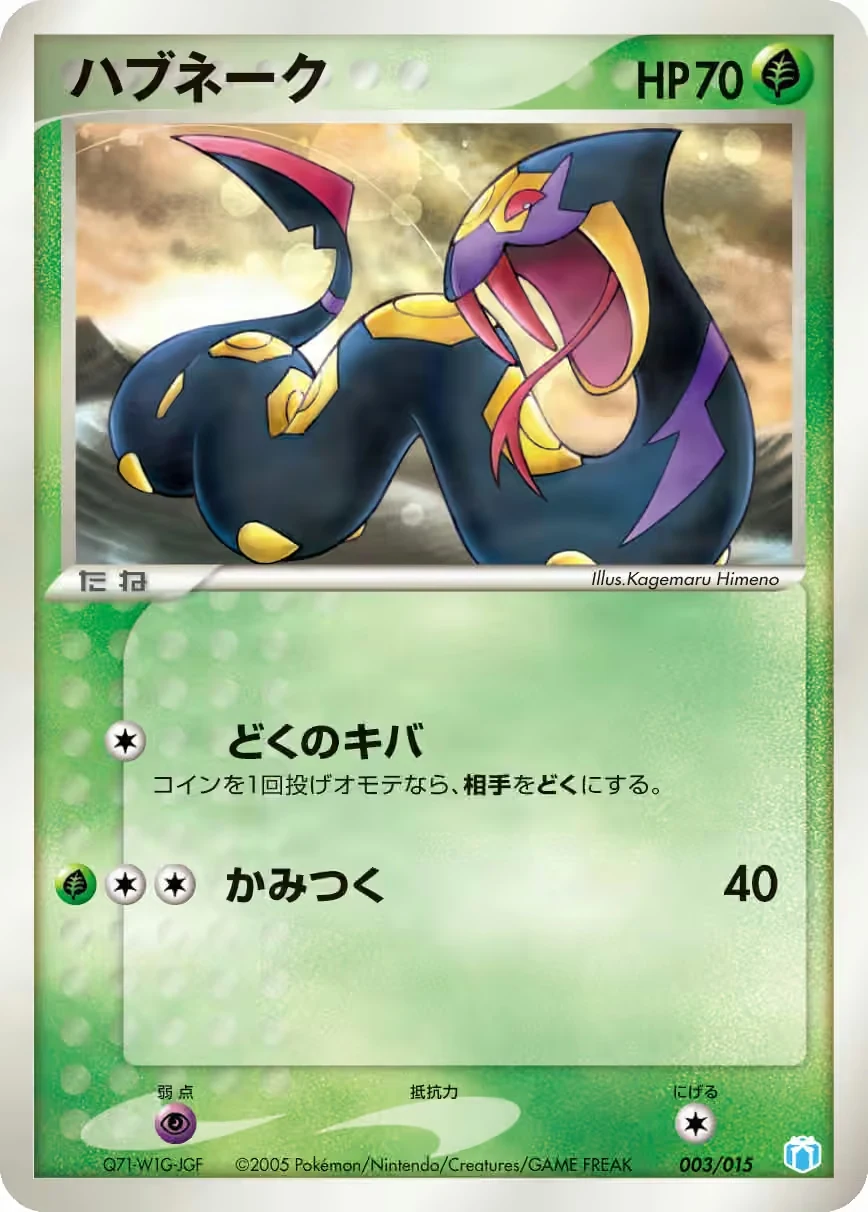 ハブネーク HP70
たね Illus.Kagemaru Himeno
どくのキバ
コインを1回投げオモテなら、相手をどくにする。
かみつく 40
弱点 抵抗力 にげる
Q71-W1G-JGF ©2005 Pokémon/Nintendo/Creatures/GAME FREAK 003/015